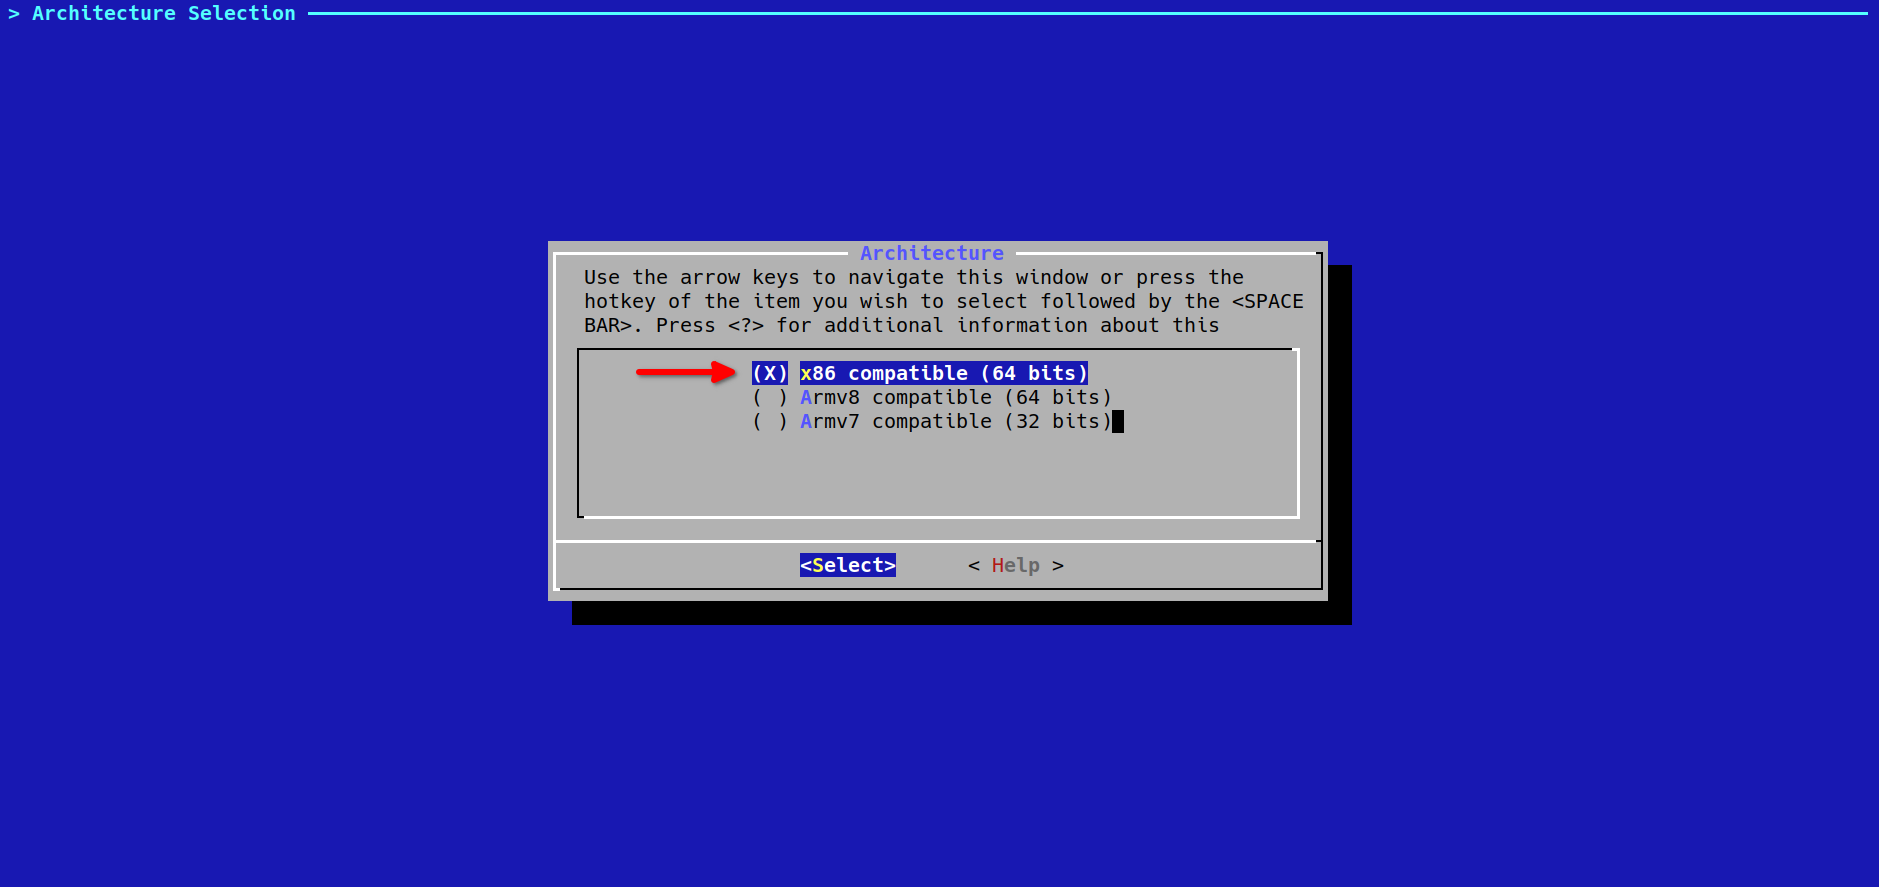 > Architecture Selection
Architecture
Use the arrow keys to navigate this window or press the
hotkey of the item you wish to select followed by the <SPACE
BAR>. Press <?> for additional information about this
(X) x86 compatible (64 bits)
( ) Armv8 compatible (64 bits)
( ) Armv7 compatible (32 bits)
<Select> < Help >